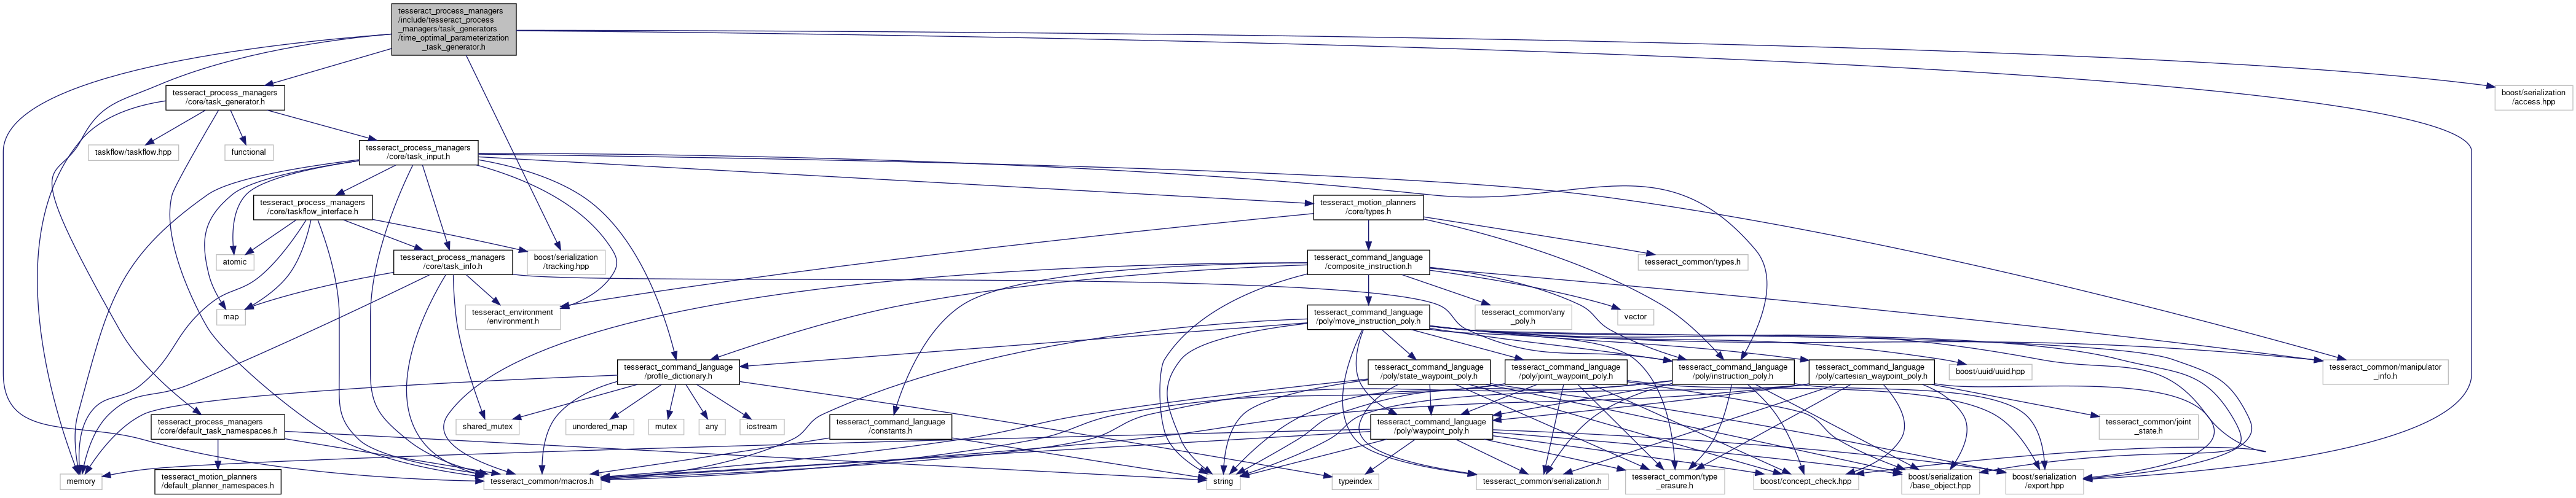 tesseract_process_managers
/include/tesseract_process
_managers/task_generators
/time_optimal_parameterization
_task_generator.h
tesseract_process_managers
/core/task_generator.h
boost/serialization
/access.hpp
taskflow/taskflow.hpp
functional
tesseract_process_managers
/core/task_input.h
tesseract_process_managers
/core/taskflow_interface.h
tesseract_motion_planners
/core/types.h
atomic
tesseract_process_managers
/core/task_info.h
boost/serialization
/tracking.hpp
tesseract_command_language
/composite_instruction.h
tesseract_common/types.h
map
tesseract_environment
/environment.h
tesseract_command_language
/poly/move_instruction_poly.h
tesseract_common/any
_poly.h
vector
tesseract_command_language
/profile_dictionary.h
tesseract_command_language
/poly/state_waypoint_poly.h
tesseract_command_language
/poly/joint_waypoint_poly.h
tesseract_command_language
/poly/instruction_poly.h
tesseract_command_language
/poly/cartesian_waypoint_poly.h
boost/uuid/uuid.hpp
tesseract_common/manipulator
_info.h
tesseract_process_managers
/core/default_task_namespaces.h
shared_mutex
unordered_map
mutex
any
iostream
tesseract_command_language
/constants.h
tesseract_command_language
/poly/waypoint_poly.h
tesseract_common/joint
_state.h
memory
tesseract_motion_planners
/default_planner_namespaces.h
tesseract_common/macros.h
string
typeindex
tesseract_common/serialization.h
tesseract_common/type
_erasure.h
boost/concept_check.hpp
boost/serialization
/base_object.hpp
boost/serialization
/export.hpp